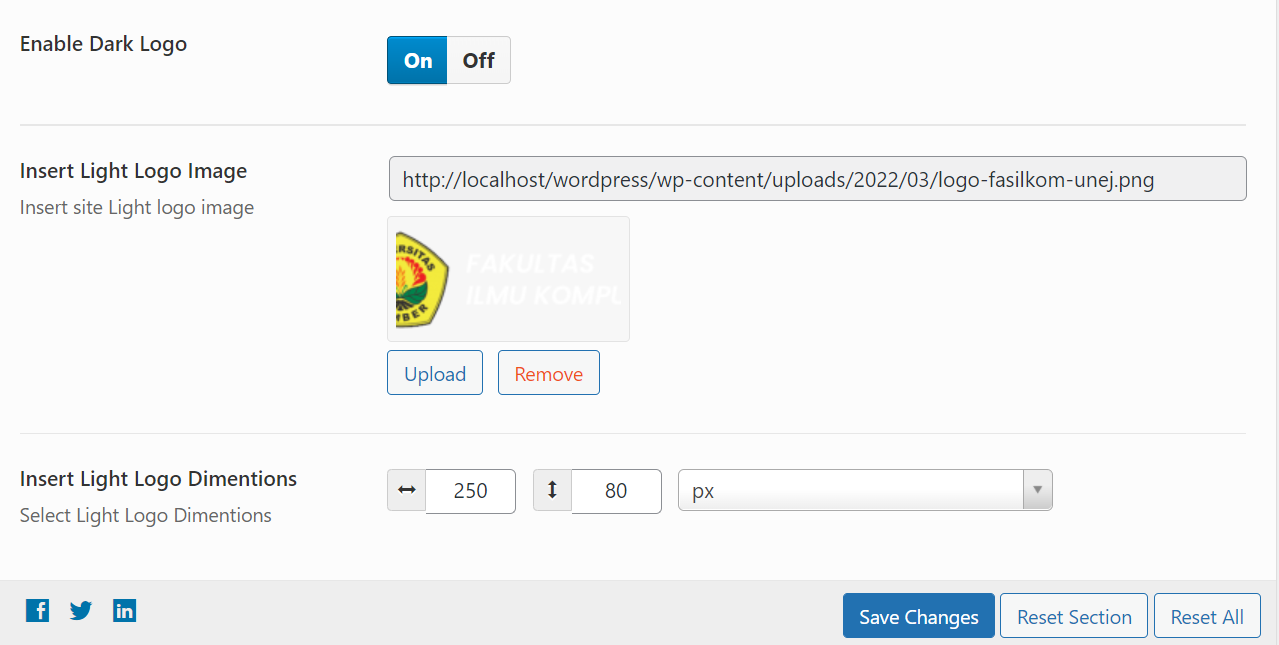 Enable Dark Logo
On Off
Insert Light Logo Image
Insert site Light logo image
http://localhost/wordpress/wp-content/uploads/2022/03/logo-fasilkom-unej.png
RSITAS
MBER
FAKULTAS
ILMU KOMPU
Upload Remove
Insert Light Logo Dimentions
Select Light Logo Dimentions
250 80 px
Save Changes Reset Section Reset All